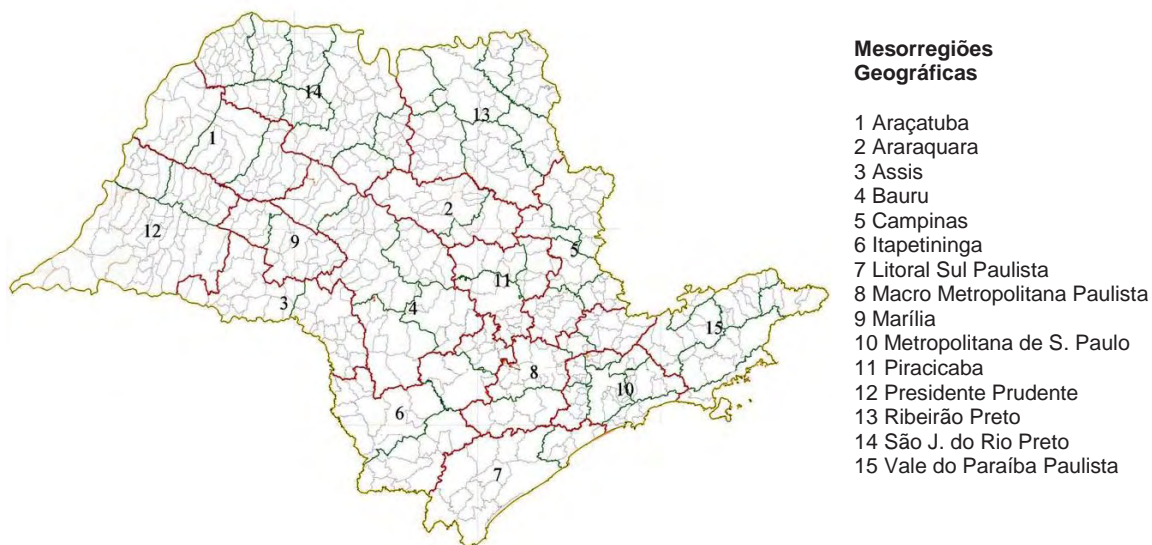 Mesorregiões
Geográficas
1 Araçatuba
2 Araraquara
3 Assis
4 Bauru
5 Campinas
6 Itapetininga
7 Litoral Sul Paulista
8 Macro Metropolitana Paulista
9 Marília
10 Metropolitana de S. Paulo
11 Piracicaba
12 Presidente Prudente
13 Ribeirão Preto
14 São J. do Rio Preto
15 Vale do Paraíba Paulista
14
13
1
2
12
9
5
11
3
4
15
8
10
6
7